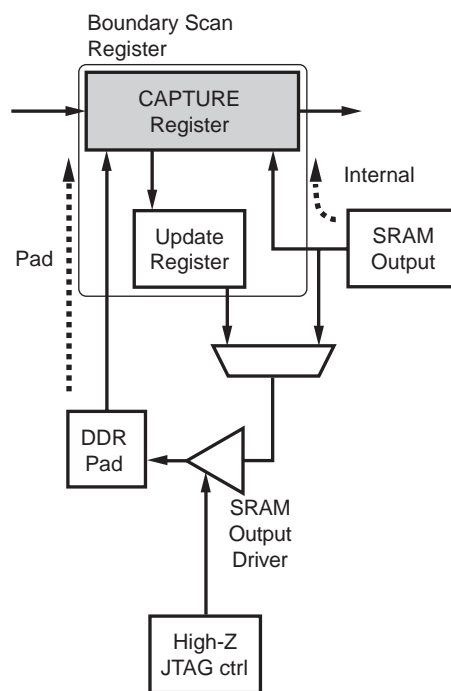 Boundary Scan
Register
CAPTURE
Register
Internal
Pad
Update
Register
SRAM
Output
DDR
Pad
SRAM
Output
Driver
High-Z
JTAG ctrl